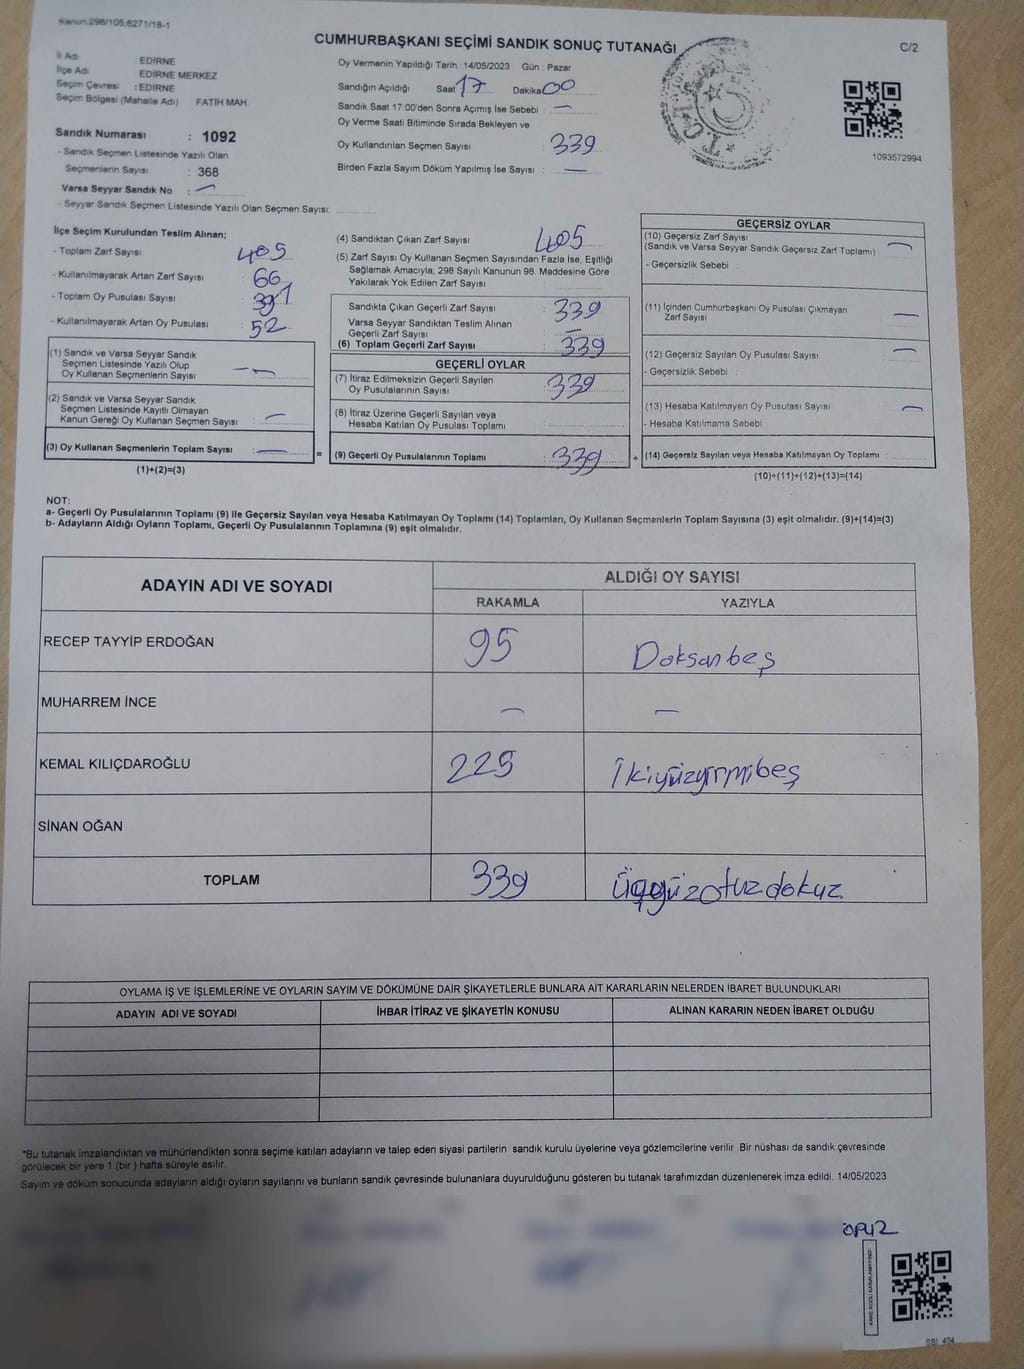 Kanun:298/105;6271/18-1
CUMHURBAŞKANI SEÇİMİ SANDIK SONUÇ TUTANAĞI
C/2
İl Adı : EDİRNE
İlçe Adı : EDİRNE MERKEZ
Seçim Çevresi : EDİRNE
Seçim Bölgesi (Mahalle Adı) FATİH MAH.
Sandık Numarası : 1092
- Sandık Seçmen Listesinde Yazılı Olan
Seçmenlerin Sayısı : 368
Varsa Seyyar Sandık No : —
- Seyyar Sandık Seçmen Listesinde Yazılı Olan Seçmen Sayısı:
Oy Vermenin Yapıldığı Tarih :14/05/2023 Gün : Pazar
Sandığın Açıldığı Saat 17 Dakika 00
Sandık Saat 17:00'den Sonra Açımış İse Sebebi : —
Oy Verme Saati Bitiminde Sırada Bekleyen ve
Oy Kullandırılan Seçmen Sayısı : 339
Birden Fazla Sayım Döküm Yapılmış İse Sayısı : —
T.C.
1093572994
İlçe Seçim Kurulundan Teslim Alınan;
- Toplam Zarf Sayısı : 405
- Kullanılmayarak Artan Zarf Sayısı : 66
- Toplam Oy Pusulası Sayısı : 391
- Kullanılmayarak Artan Oy Pusulası : 52
(1) Sandık ve Varsa Seyyar Sandık
Seçmen Listesinde Yazılı Olup
Oy Kullanan Seçmenlerin Sayısı : —
(2) Sandık ve Varsa Seyyar Sandık
Seçmen Listesinde Kayıtlı Olmayan
Kanun Gereği Oy Kullanan Seçmen Sayısı : —
(3) Oy Kullanan Seçmenlerin Toplam Sayısı : —
(1)+(2)=(3)
(4) Sandıktan Çıkan Zarf Sayısı : 405
(5) Zarf Sayısı Oy Kullanan Seçmen Sayısından Fazla İse, Eşitliği
Sağlamak Amacıyla, 298 Sayılı Kanunun 98. Maddesine Göre
Yakılarak Yok Edilen Zarf Sayısı :
Sandıkta Çıkan Geçerli Zarf Sayısı : 339
Varsa Seyyar Sandıktan Teslim Alınan
Geçerli Zarf Sayısı : —
(6) Toplam Geçerli Zarf Sayısı : 339
GEÇERLİ OYLAR
(7) İtiraz Edilmeksizin Geçerli Sayılan
Oy Pusulalarının Sayısı : 339
(8) İtiraz Üzerine Geçerli Sayılan veya
Hesaba Katılan Oy Pusulası Toplamı :
= (9) Geçerli Oy Pusulalarının Toplamı : 339 +
GEÇERSİZ OYLAR
(10) Geçersiz Zarf Sayısı
(Sandık ve Varsa Seyyar Sandık Geçersiz Zarf Toplamı) : —
- Geçersizlik Sebebi :
(11) İçinden Cumhurbaşkanı Oy Pusulası Çıkmayan
Zarf Sayısı : —
(12) Geçersiz Sayılan Oy Pusulası Sayısı : —
- Geçersizlik Sebebi :
(13) Hesaba Katılmayan Oy Pusulası Sayısı : —
- Hesaba Katılmama Sebebi
(14) Geçersiz Sayılan veya Hesaba Katılmayan Oy Toplamı :
(10)+(11)+(12)+(13)=(14)
NOT:
a- Geçerli Oy Pusulalarının Toplamı (9) ile Geçersiz Sayılan veya Hesaba Katılmayan Oy Toplamı (14) Toplamları, Oy Kullanan Seçmenlerin Toplam Sayısına (3) eşit olmalıdır. (9)+(14)=(3)
b- Adayların Aldığı Oyların Toplamı, Geçerli Oy Pusulalarının Toplamına (9) eşit olmalıdır.
ADAYIN ADI VE SOYADI
ALDIĞI OY SAYISI
RAKAMLA YAZIYLA
RECEP TAYYİP ERDOĞAN 95 Doksanbeş
MUHARREM İNCE — —
KEMAL KILIÇDAROĞLU 225 İkiyüzyirmibeş
SİNAN OĞAN
TOPLAM 339 Üçyüzotuzdokuz
OYLAMA İŞ VE İŞLEMLERİNE VE OYLARIN SAYIM VE DÖKÜMÜNE DAİR ŞİKAYETLERLE BUNLARA AİT KARARLARIN NELERDEN İBARET BULUNDUKLARI
ADAYIN ADI VE SOYADI İHBAR İTİRAZ VE ŞİKAYETİN KONUSU ALINAN KARARIN NEDEN İBARET OLDUĞU
*Bu tutanak imzalandıktan ve mühürlendikten sonra seçime katılan adayların ve talep eden siyasi partilerin sandık kurulu üyelerine veya gözlemcilerine verilir. Bir nüshası da sandık çevresinde
görülecek bir yere 1 (bir ) hafta süreyle asılır.
Sayım ve döküm sonucunda adayların aldığı oyların sayılarını ve bunların sandık çevresinde bulunanlara duyurulduğunu gösteren bu tutanak tarafımızdan düzenlenerek imza edildi. 14/05/2023
SSI_404